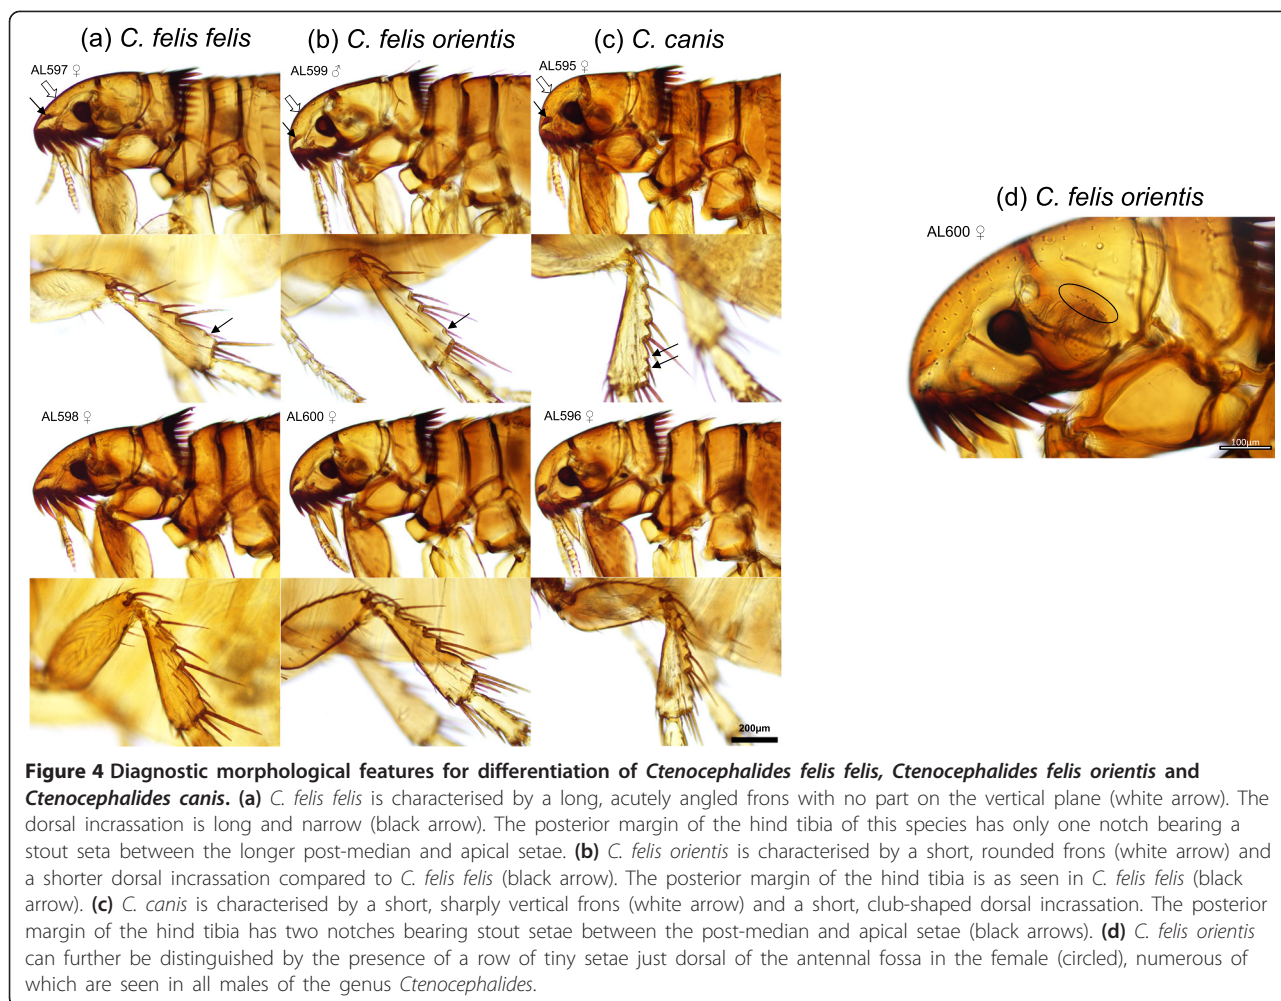 (a) C. felis felis
(b) C. felis orientis
(c) C. canis
AL597 ♀
AL599 ♂
AL595 ♀
(d) C. felis orientis
AL600 ♀
100µm
AL598 ♀
AL600 ♀
AL596 ♀
200µm
Figure 4 Diagnostic morphological features for differentiation of Ctenocephalides felis felis, Ctenocephalides felis orientis and
Ctenocephalides canis. (a) C. felis felis is characterised by a long, acutely angled frons with no part on the vertical plane (white arrow). The
dorsal incrassation is long and narrow (black arrow). The posterior margin of the hind tibia of this species has only one notch bearing a
stout seta between the longer post-median and apical setae. (b) C. felis orientis is characterised by a short, rounded frons (white arrow) and
a shorter dorsal incrassation compared to C. felis felis (black arrow). The posterior margin of the hind tibia is as seen in C. felis felis (black
arrow). (c) C. canis is characterised by a short, sharply vertical frons (white arrow) and a short, club-shaped dorsal incrassation. The posterior
margin of the hind tibia has two notches bearing stout setae between the post-median and apical setae (black arrows). (d) C. felis orientis
can further be distinguished by the presence of a row of tiny setae just dorsal of the antennal fossa in the female (circled), numerous of
which are seen in all males of the genus Ctenocephalides.